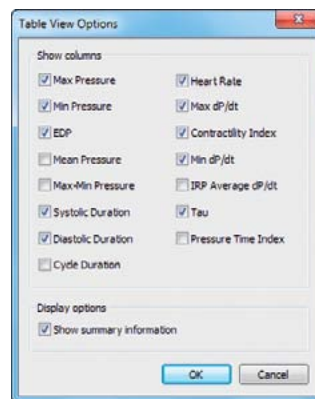 Table View Options
Show columns
Max Pressure
Min Pressure
EDP
Mean Pressure
Max-Min Pressure
Systolic Duration
Diastolic Duration
Cycle Duration
Heart Rate
Max dP/dt
Contractility Index
Min dP/dt
IRP Average dP/dt
Tau
Pressure Time Index
Display options
Show summary information
OK
Cancel